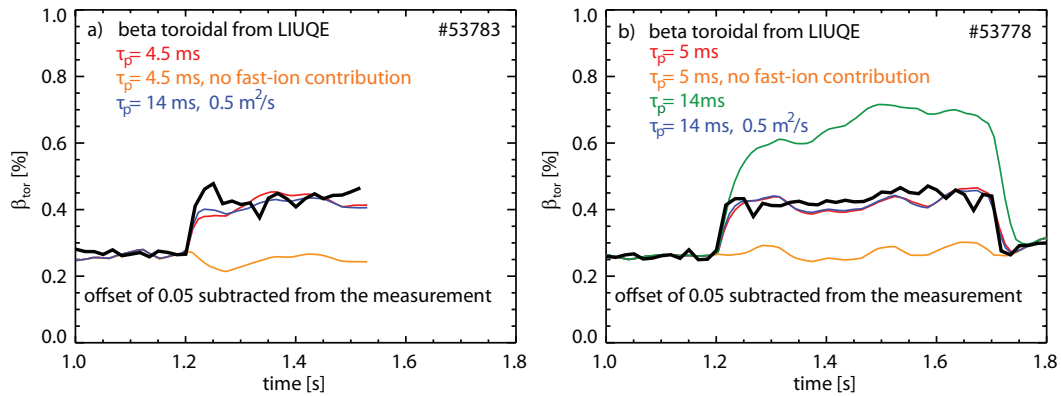 a) beta toroidal from LIUQE #53783
τp= 4.5 ms
τp= 4.5 ms, no fast-ion contribution
τp= 14 ms, 0.5 m²/s
offset of 0.05 subtracted from the measurement
βtor [%]
1.0
0.8
0.6
0.4
0.2
0.0
1.0 1.2 1.4 1.6 1.8
time [s]
b) beta toroidal from LIUQE #53778
τp= 5 ms
τp= 5 ms, no fast-ion contribution
τp= 14ms
τp= 14 ms, 0.5 m²/s
offset of 0.05 subtracted from the measurement
βtor [%]
1.0
0.8
0.6
0.4
0.2
0.0
1.0 1.2 1.4 1.6 1.8
time [s]